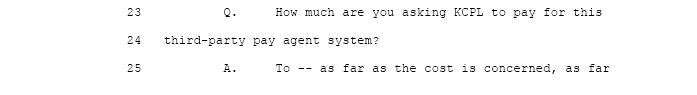 23 Q. How much are you asking KCPL to pay for this
24 third-party pay agent system?
25 A. To -- as far as the cost is concerned, as far